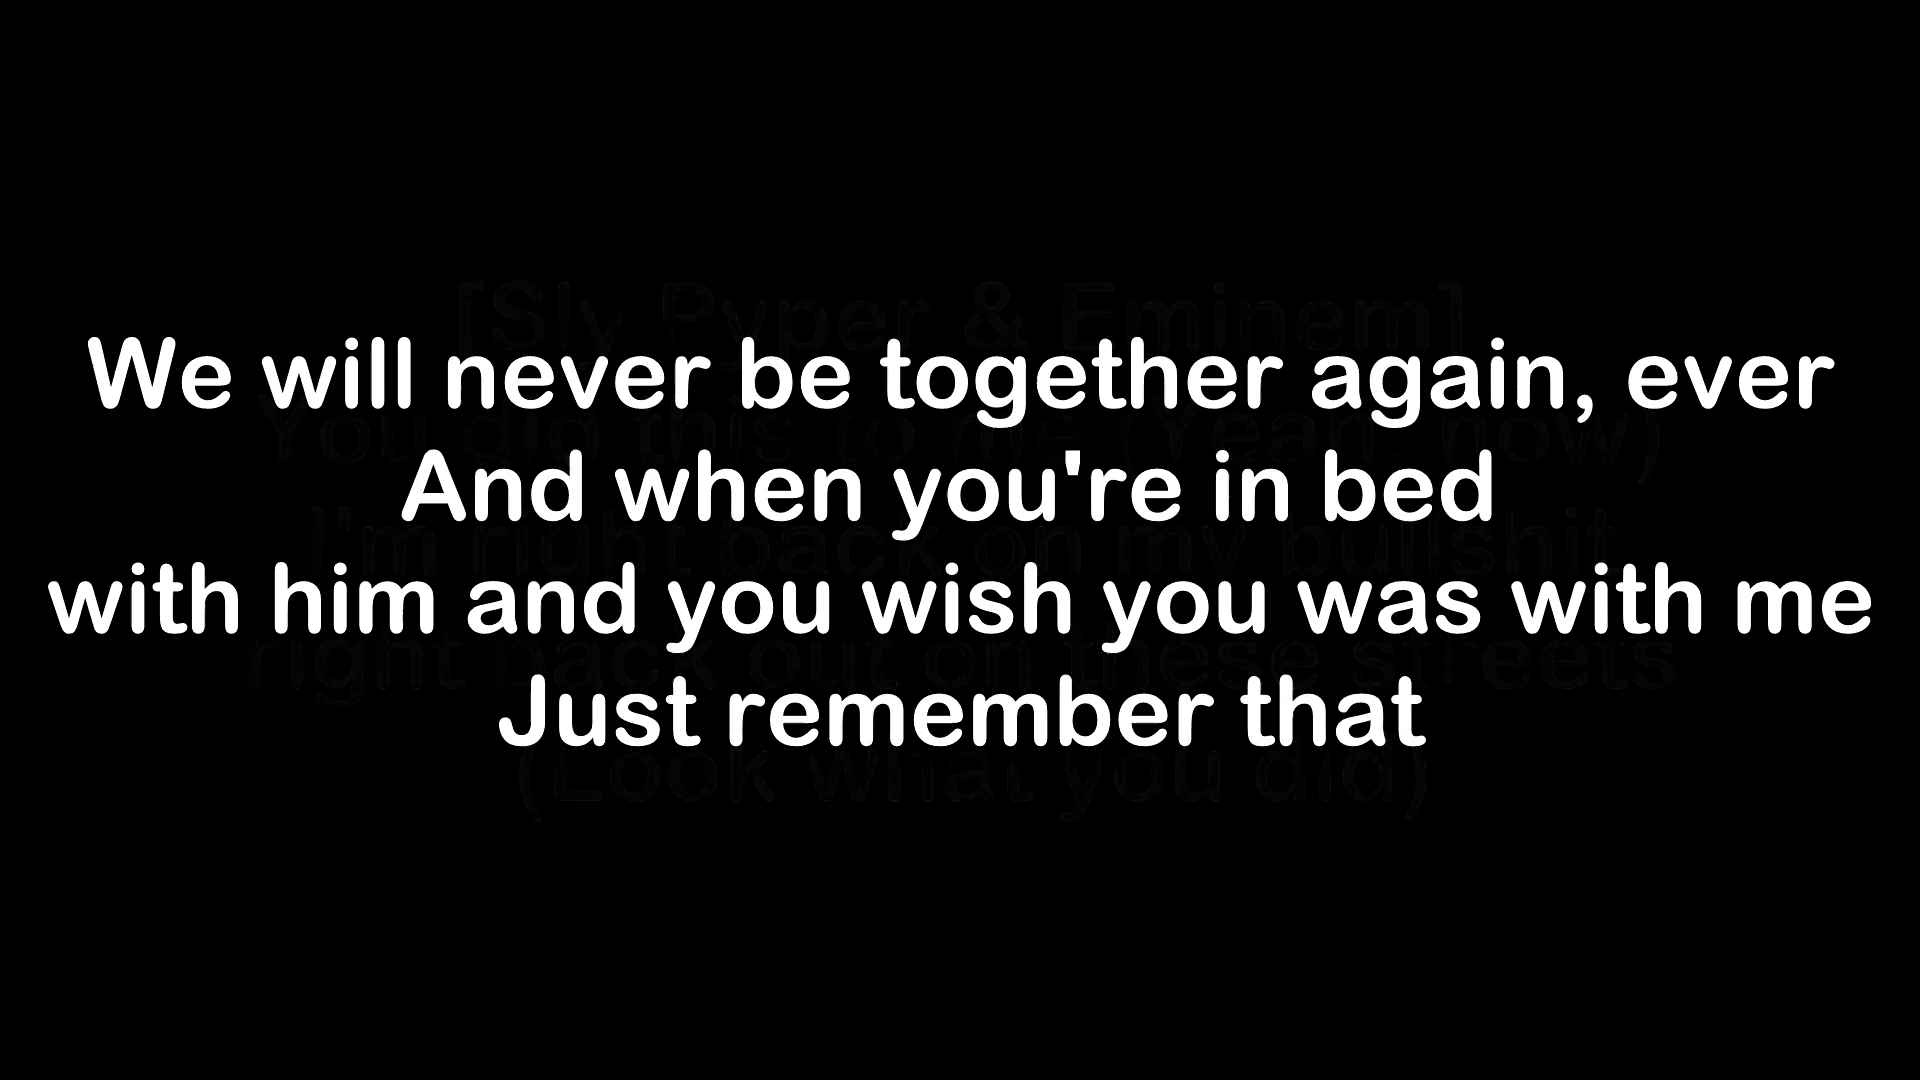 [Sly Pyper & Eminem]
We will never be together again, ever
You did this to me (Yeah, now)
And when you're in bed
I'm right back on my bullshit
with him and you wish you was with me
right back out on these streets
Just remember that
(Look what you did)